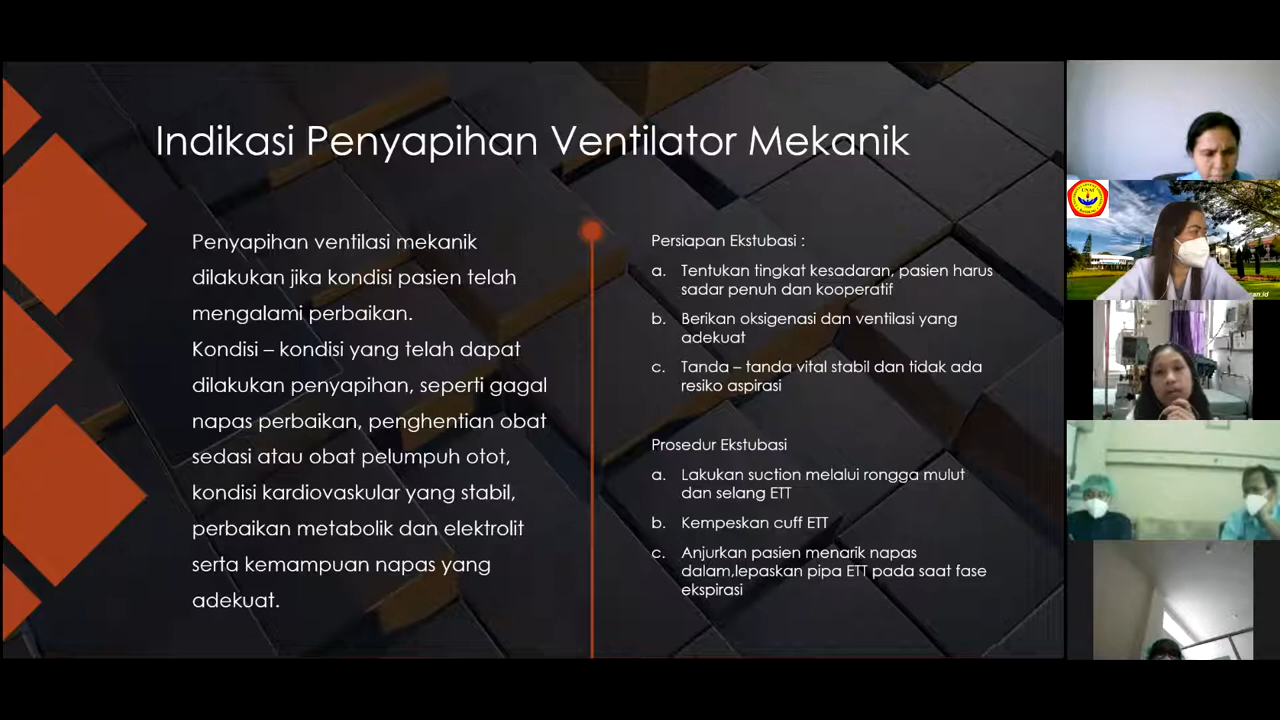 Indikasi Penyapihan Ventilator Mekanik
Penyapihan ventilasi mekanik
dilakukan jika kondisi pasien telah
mengalami perbaikan.
Kondisi – kondisi yang telah dapat
dilakukan penyapihan, seperti gagal
napas perbaikan, penghentian obat
sedasi atau obat pelumpuh otot,
kondisi kardiovaskular yang stabil,
perbaikan metabolik dan elektrolit
serta kemampuan napas yang
adekuat.
Persiapan Ekstubasi :
a. Tentukan tingkat kesadaran, pasien harus
sadar penuh dan kooperatif
b. Berikan oksigenasi dan ventilasi yang
adekuat
c. Tanda – tanda vital stabil dan tidak ada
resiko aspirasi
Prosedur Ekstubasi
a. Lakukan suction melalui rongga mulut
dan selang ETT
b. Kempeskan cuff ETT
c. Anjurkan pasien menarik napas
dalam,lepaskan pipa ETT pada saat fase
ekspirasi